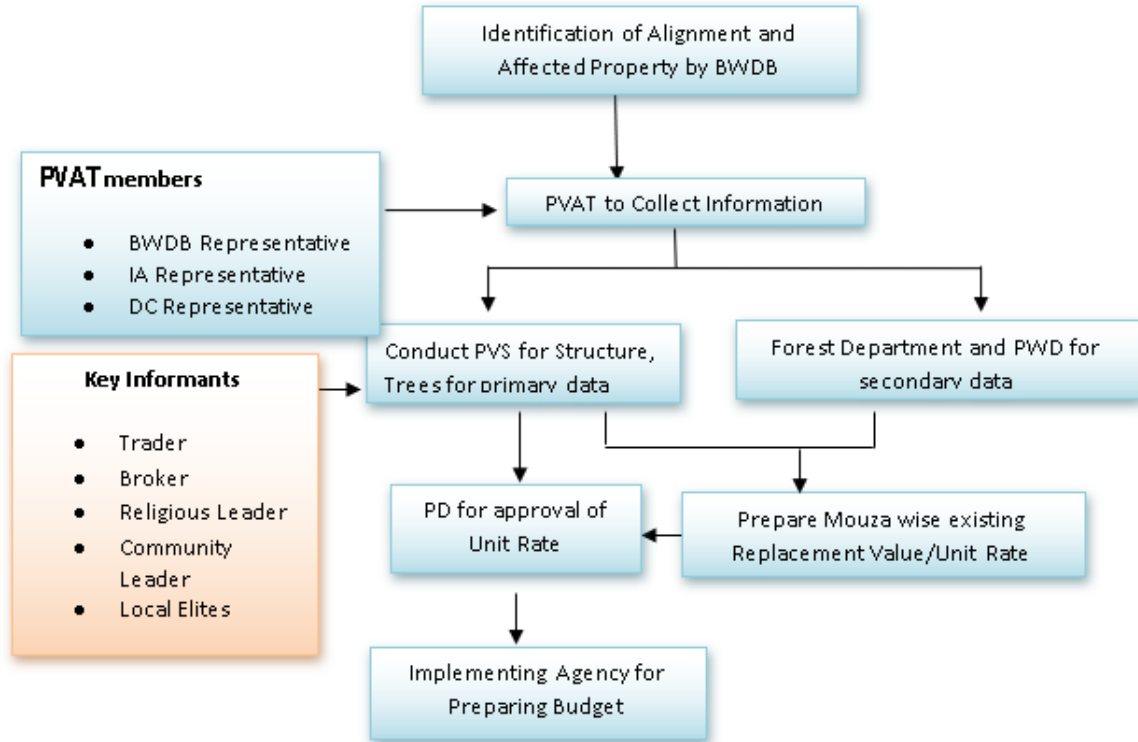 Identification of Alignment and
Affected Property by BWDB
PVAT members
• BWDB Representative
• IA Representative
• DC Representative
PVAT to Collect Information
Conduct PVS for Structure,
Trees for primary data
Forest Department and PWD for
secondary data
Key Informants
• Trader
• Broker
• Religious Leader
• Community
Leader
• Local Elites
PD for approval of
Unit Rate
Prepare Mouza wise existing
Replacement Value/Unit Rate
Implementing Agency for
Preparing Budget